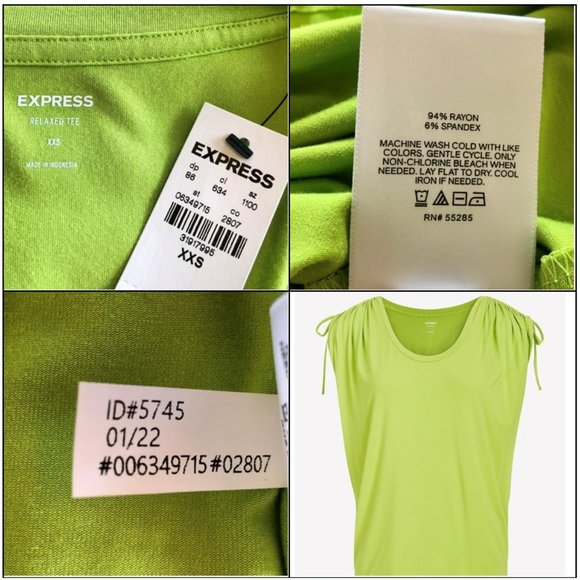 EXPRESS
RELAXED TEE
XXS
MADE IN INDONESIA
EXPRESS
dp cl sz
88 634 1100
st co
06349715 2807
31917995
XXS
94% RAYON
6% SPANDEX
MACHINE WASH COLD WITH LIKE
COLORS. GENTLE CYCLE. ONLY
NON-CHLORINE BLEACH WHEN
NEEDED. LAY FLAT TO DRY. COOL
IRON IF NEEDED.
RN# 55285
ID#5745
01/22
#006349715#02807
EXPRESS